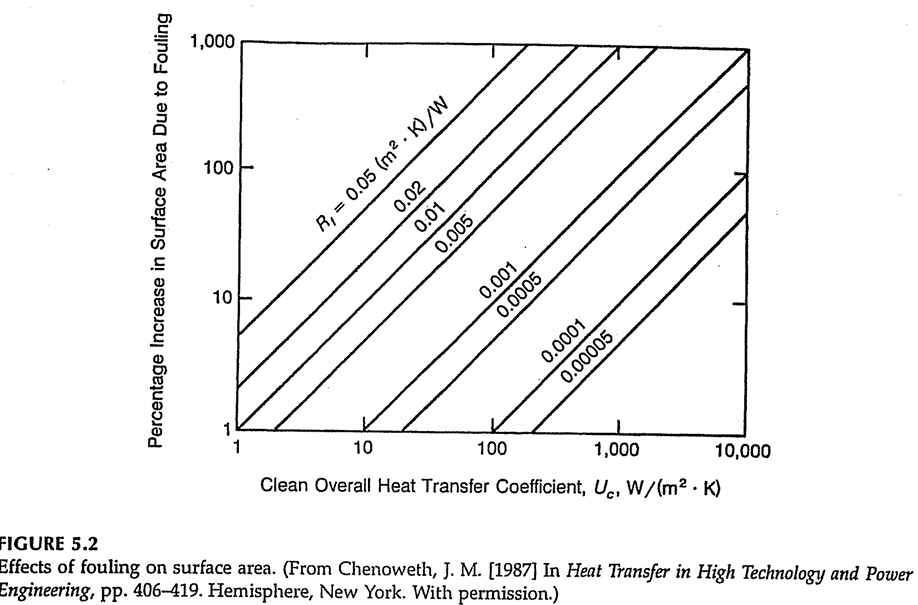 Percentage Increase in Surface Area Due to Fouling
1,000
100
10
1
R_f = 0.05 (m² · K)/W
0.02
0.01
0.005
0.001
0.0005
0.0001
0.00005
1
10
100
1,000
10,000
Clean Overall Heat Transfer Coefficient, U_c, W/(m² · K)
FIGURE 5.2
Effects of fouling on surface area. (From Chenoweth, J. M. [1987] In Heat Transfer in High Technology and Power
Engineering, pp. 406–419. Hemisphere, New York. With permission.)